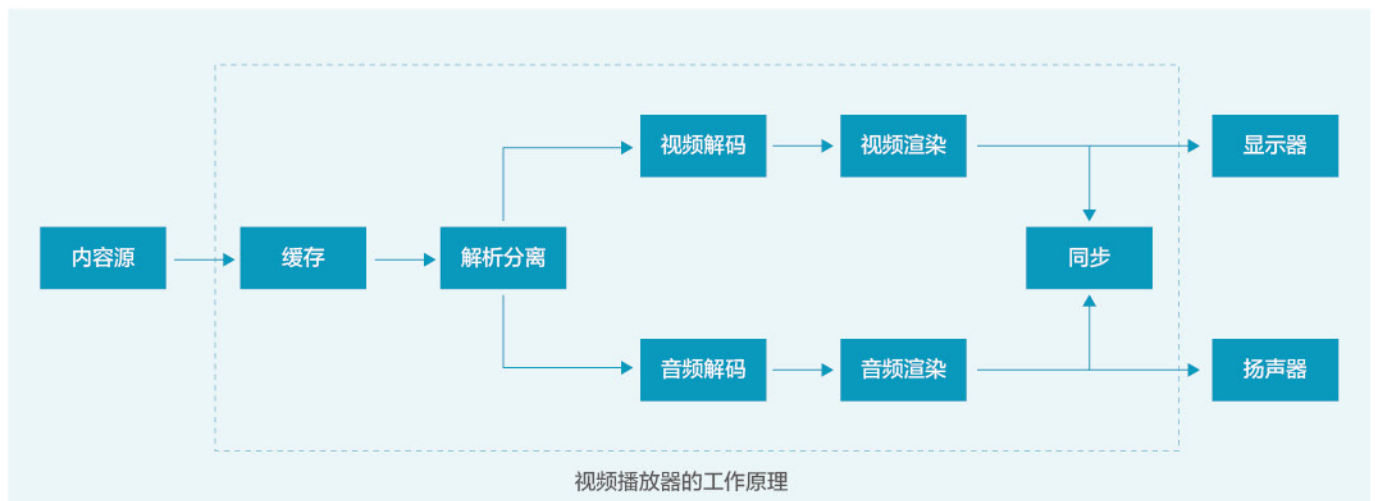 视频解码
视频渲染
显示器
内容源
缓存
解析分离
同步
音频解码
音频渲染
扬声器
视频播放器的工作原理